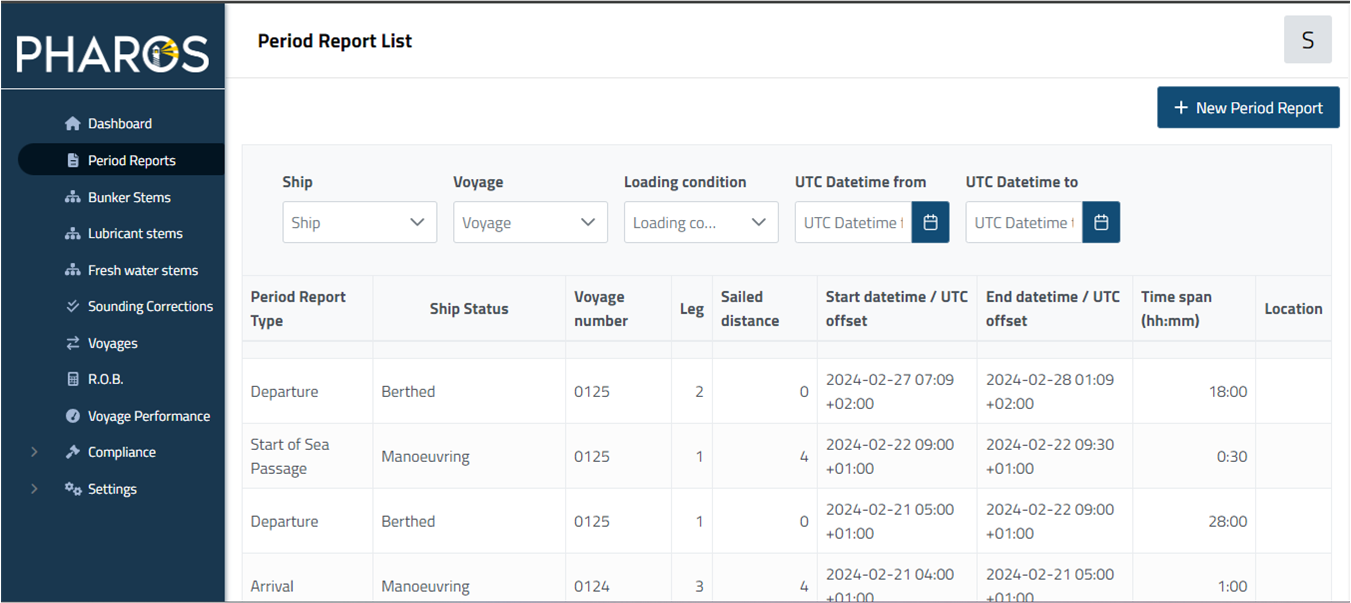 PHAROS
Period Report List
S
Dashboard
Period Reports
Bunker Stems
Lubricant stems
Fresh water stems
Sounding Corrections
Voyages
R.O.B.
Voyage Performance
Compliance
Settings
+ New Period Report
Ship Voyage Loading condition UTC Datetime from UTC Datetime to
Ship Voyage Loading co... UTC Datetime UTC Datetime
Period Report Voyage Sailed Start datetime / UTC End datetime / UTC Time span
Type Ship Status number Leg distance offset offset (hh:mm) Location
Departure Berthed 0125 2 0 2024-02-27 07:09 2024-02-28 01:09 18:00
+02:00 +02:00
Start of Sea 2024-02-22 09:00 2024-02-22 09:30
Passage Manoeuvring 0125 1 4 +01:00 +01:00 0:30
Departure Berthed 0125 1 0 2024-02-21 05:00 2024-02-22 09:00 28:00
+01:00 +01:00
Arrival Manoeuvring 0124 3 4 2024-02-21 04:00 2024-02-21 05:00 1:00
+01:00 +01:00